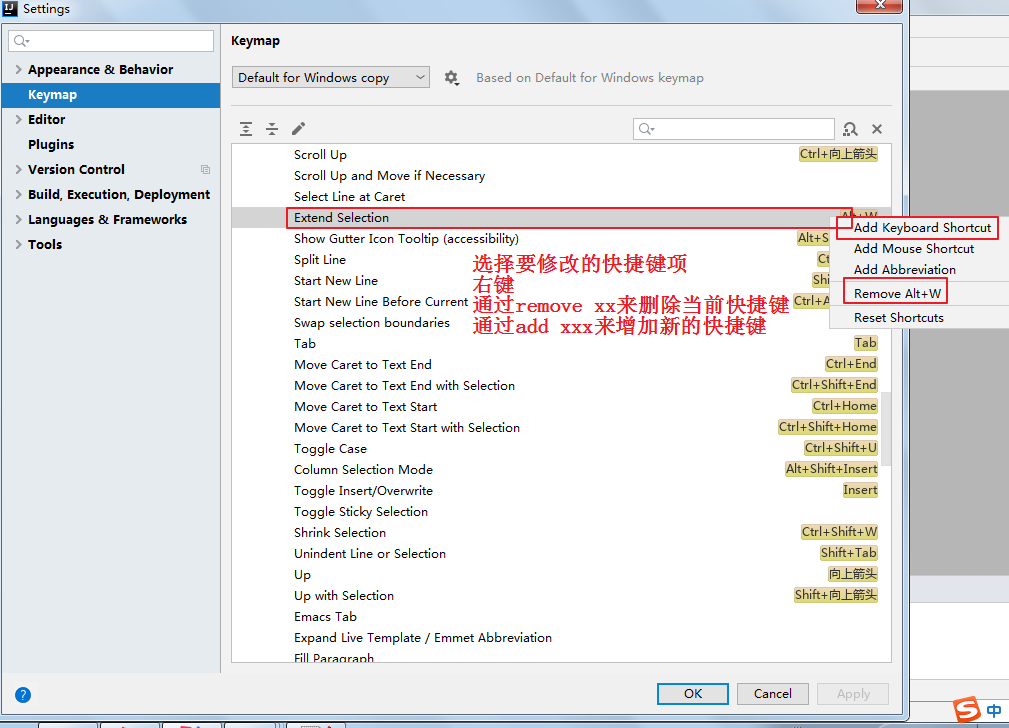 IJ Settings
Keymap
Appearance & Behavior
Keymap
Editor
Plugins
Version Control
Build, Execution, Deployment
Languages & Frameworks
Tools
Default for Windows copy
Based on Default for Windows keymap
Scroll Up Ctrl+向上箭头
Scroll Up and Move if Necessary
Select Line at Caret
Extend Selection Alt+W
Add Keyboard Shortcut
Show Gutter Icon Tooltip (accessibility) Alt+S
Add Mouse Shortcut
Split Line
选择要修改的快捷键项
Add Abbreviation
Start New Line
右键
Remove Alt+W
Start New Line Before Current Ctrl+A
通过remove xx来删除当前快捷键
Reset Shortcuts
Swap selection boundaries
通过add xxx来增加新的快捷键
Tab Tab
Move Caret to Text End Ctrl+End
Move Caret to Text End with Selection Ctrl+Shift+End
Move Caret to Text Start Ctrl+Home
Move Caret to Text Start with Selection Ctrl+Shift+Home
Toggle Case Ctrl+Shift+U
Column Selection Mode Alt+Shift+Insert
Toggle Insert/Overwrite Insert
Toggle Sticky Selection
Shrink Selection Ctrl+Shift+W
Unindent Line or Selection Shift+Tab
Up 向上箭头
Up with Selection Shift+向上箭头
Emacs Tab
Expand Live Template / Emmet Abbreviation
Fill Paragraph
? OK Cancel Apply
S 中